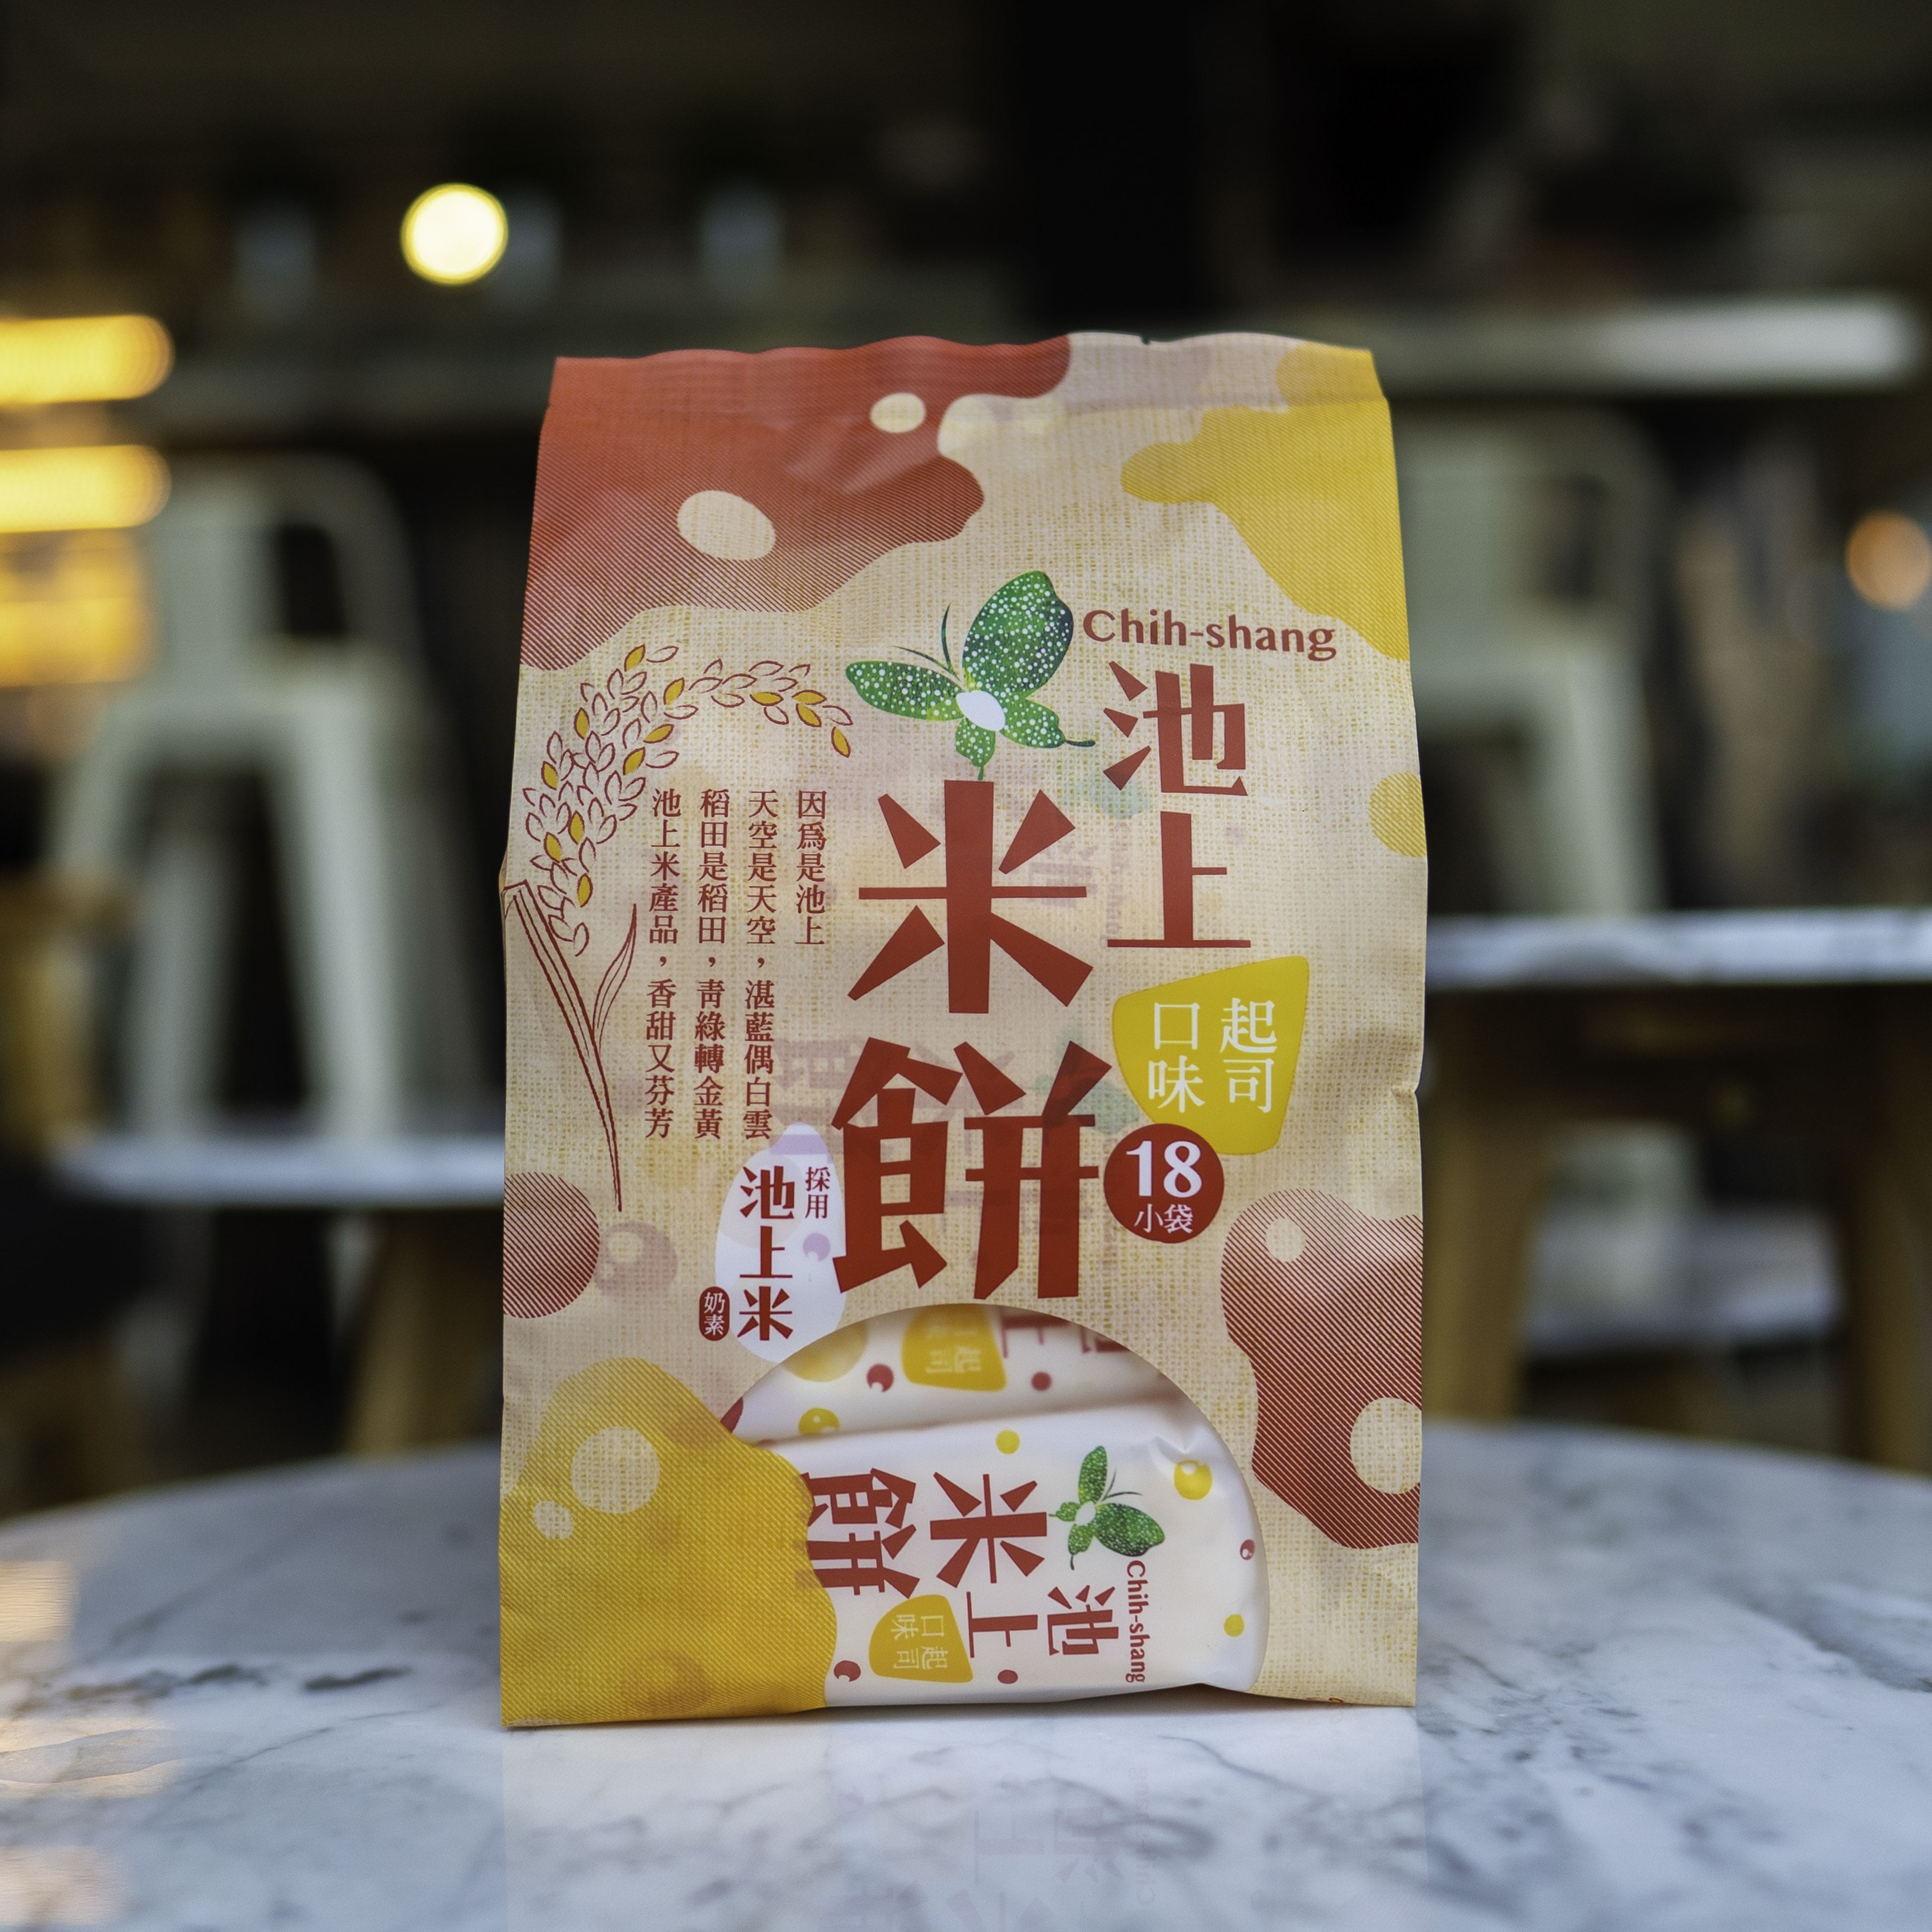 Chih-shang
池上
米餅
起司
口味
18
小袋
因為是池上
天空是天空，湛藍偶白雲
稻田是稻田，青綠轉金黃
池上米產品，香甜又芬芳
採用
池上米
奶素
起司
Chih-shang
池上
米餅
起司
口味